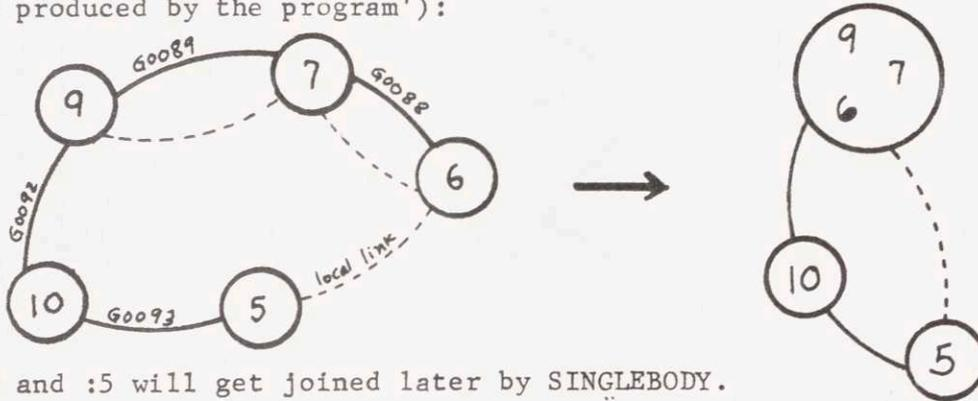 produced by the program'):
G0089
9
7
G0088
6
G0092
local link
10
G0093
5
9
7
6
10
5
and :5 will get joined later by SINGLEBODY.